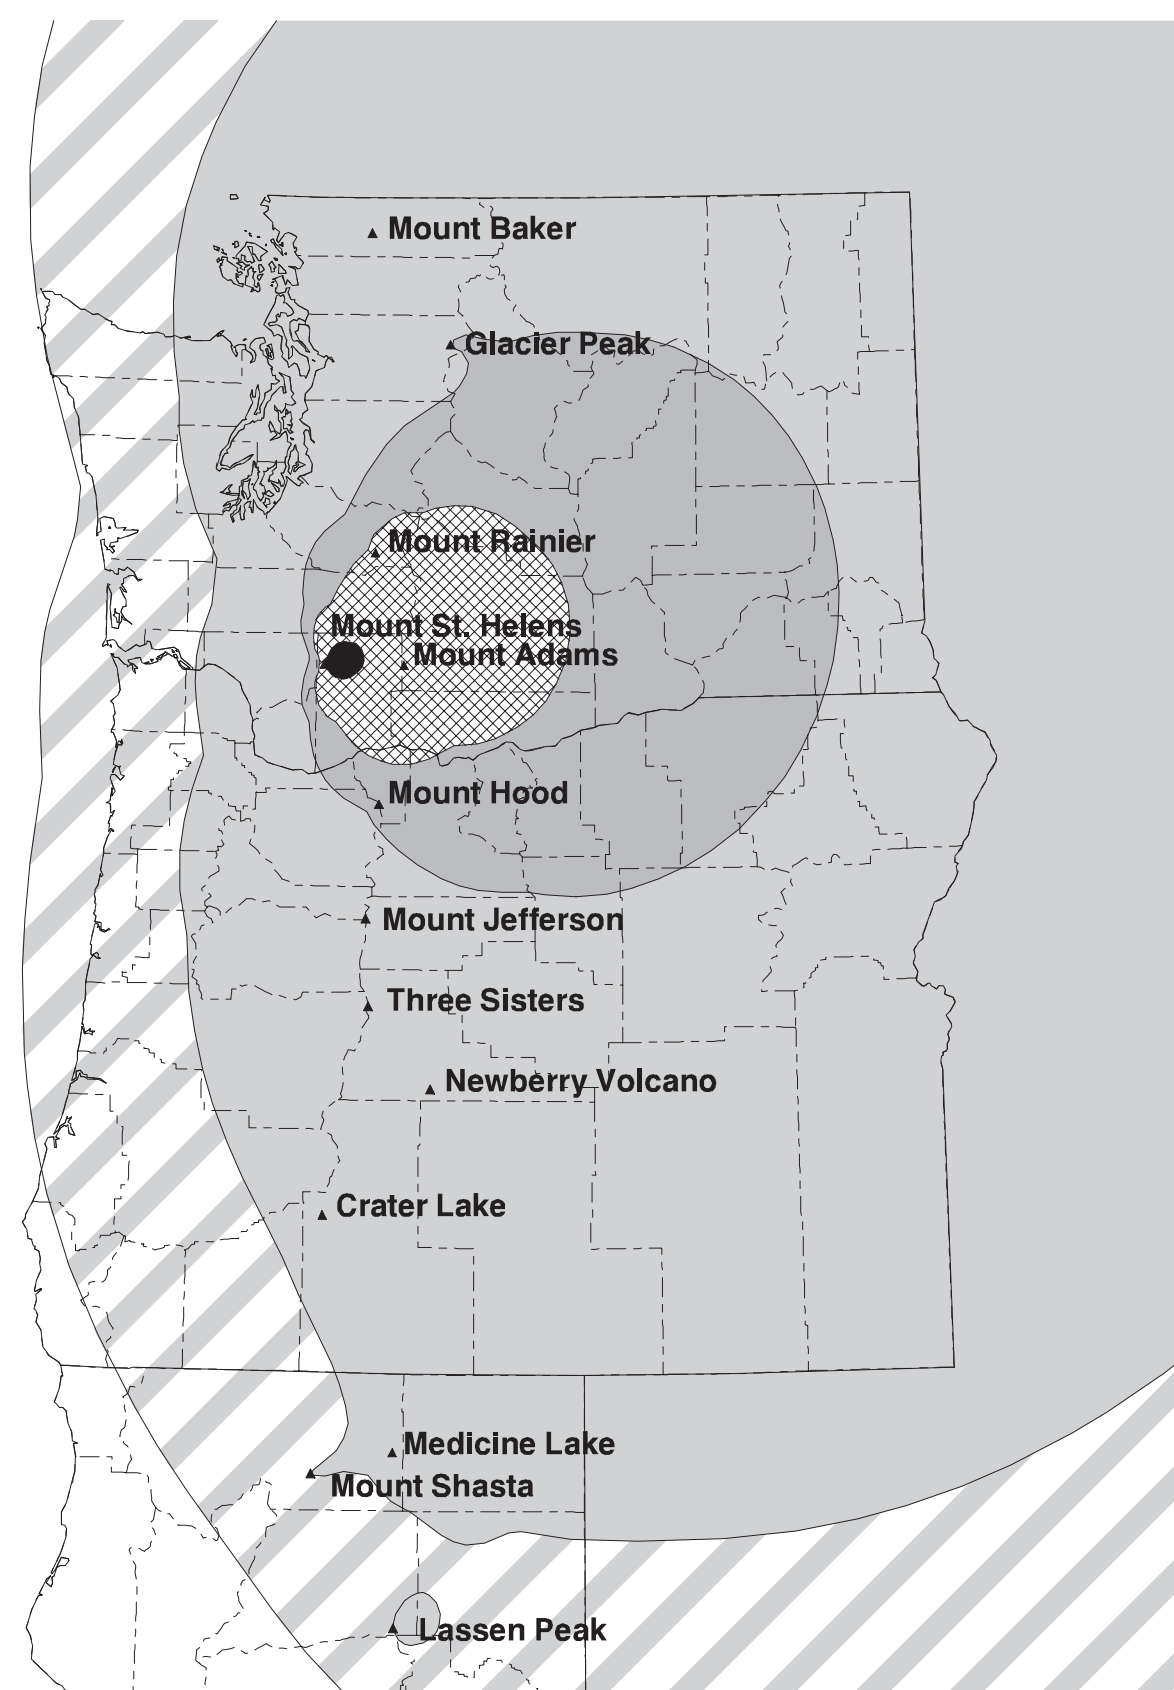 Mount Baker
Glacier Peak
Mount Rainier
Mount St. Helens
Mount Adams
Mount Hood
Mount Jefferson
Three Sisters
Newberry Volcano
Crater Lake
Medicine Lake
Mount Shasta
Lassen Peak